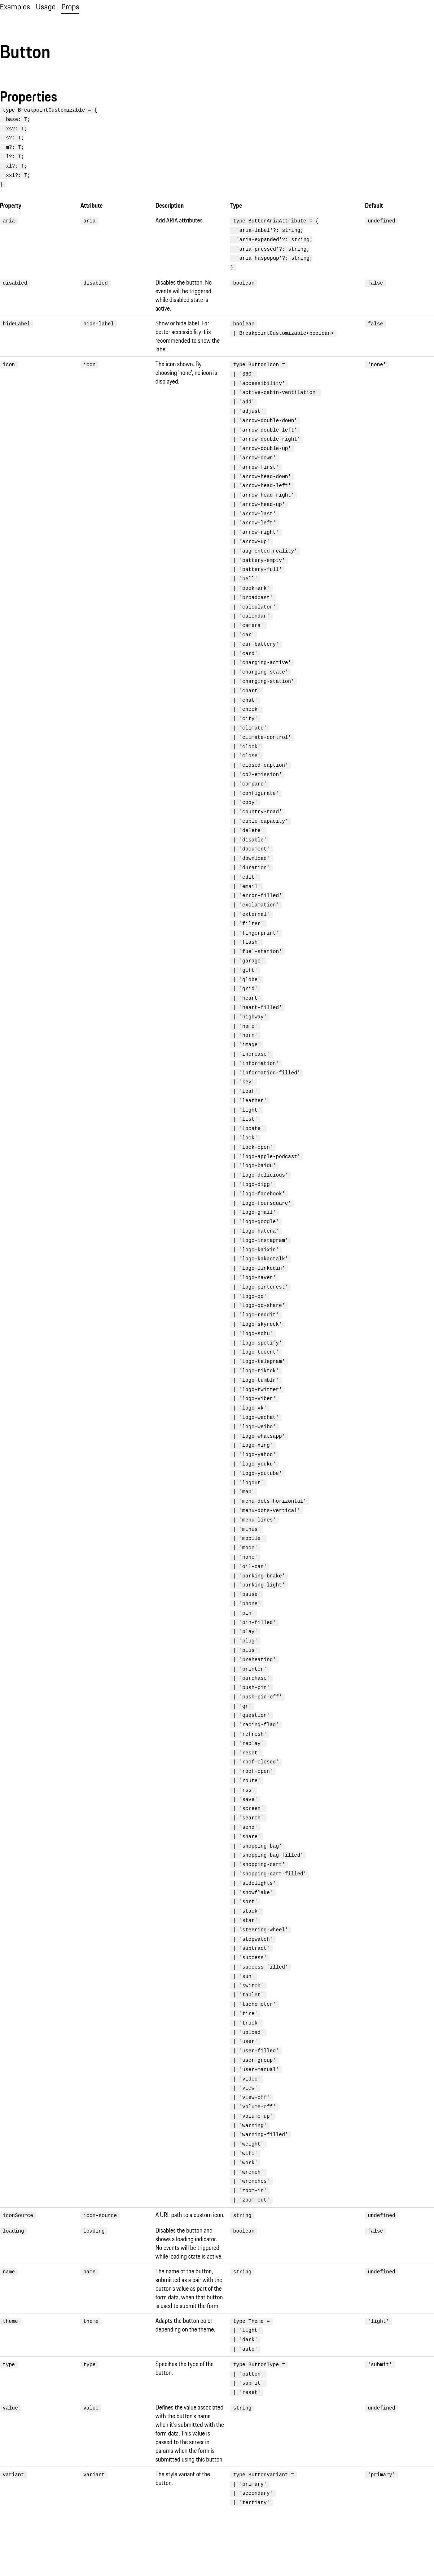 Examples Usage Props
Button
Properties
type BreakpointCustomizable = {
base: T;
xs?: T;
s?: T;
m?: T;
l?: T;
xl?: T;
xxl?: T;
}
Property Attribute Description Type Default
aria aria Add ARIA attributes. type ButtonAriaAttribute = { undefined
'aria-label'?: string;
'aria-expanded'?: string;
'aria-pressed'?: string;
'aria-haspopup'?: string;
}
disabled disabled Disables the button. No boolean false
events will be triggered
while disabled state is
active.
hideLabel hide-label Show or hide label. For boolean false
better accessibility it is | BreakpointCustomizable<boolean>
recommended to show the
label.
icon icon The icon shown. By type ButtonIcon = 'none'
choosing 'none', no icon is | '360'
displayed. | 'accessibility'
| 'active-cabin-ventilation'
| 'add'
| 'adjust'
| 'arrow-double-down'
| 'arrow-double-left'
| 'arrow-double-right'
| 'arrow-double-up'
| 'arrow-down'
| 'arrow-first'
| 'arrow-head-down'
| 'arrow-head-left'
| 'arrow-head-right'
| 'arrow-head-up'
| 'arrow-last'
| 'arrow-left'
| 'arrow-right'
| 'arrow-up'
| 'augmented-reality'
| 'battery-empty'
| 'battery-full'
| 'bell'
| 'bookmark'
| 'broadcast'
| 'calculator'
| 'calendar'
| 'camera'
| 'car'
| 'car-battery'
| 'card'
| 'charging-active'
| 'charging-state'
| 'charging-station'
| 'chart'
| 'chat'
| 'check'
| 'city'
| 'climate'
| 'climate-control'
| 'clock'
| 'close'
| 'closed-caption'
| 'co2-emission'
| 'compare'
| 'configurate'
| 'copy'
| 'country-road'
| 'cubic-capacity'
| 'delete'
| 'disable'
| 'document'
| 'download'
| 'duration'
| 'edit'
| 'email'
| 'error-filled'
| 'exclamation'
| 'external'
| 'filter'
| 'fingerprint'
| 'flash'
| 'fuel-station'
| 'garage'
| 'gift'
| 'globe'
| 'grid'
| 'heart'
| 'heart-filled'
| 'highway'
| 'home'
| 'horn'
| 'image'
| 'increase'
| 'information'
| 'information-filled'
| 'key'
| 'leaf'
| 'leather'
| 'light'
| 'list'
| 'locate'
| 'lock'
| 'lock-open'
| 'logo-apple-podcast'
| 'logo-baidu'
| 'logo-delicious'
| 'logo-digg'
| 'logo-facebook'
| 'logo-foursquare'
| 'logo-gmail'
| 'logo-google'
| 'logo-hatena'
| 'logo-instagram'
| 'logo-kaixin'
| 'logo-kakaotalk'
| 'logo-linkedin'
| 'logo-naver'
| 'logo-pinterest'
| 'logo-qq'
| 'logo-qq-share'
| 'logo-reddit'
| 'logo-skyrock'
| 'logo-sohu'
| 'logo-spotify'
| 'logo-tecent'
| 'logo-telegram'
| 'logo-tiktok'
| 'logo-tumblr'
| 'logo-twitter'
| 'logo-viber'
| 'logo-vk'
| 'logo-wechat'
| 'logo-weibo'
| 'logo-whatsapp'
| 'logo-xing'
| 'logo-yahoo'
| 'logo-youku'
| 'logo-youtube'
| 'logout'
| 'map'
| 'menu-dots-horizontal'
| 'menu-dots-vertical'
| 'menu-lines'
| 'minus'
| 'mobile'
| 'moon'
| 'none'
| 'oil-can'
| 'parking-brake'
| 'parking-light'
| 'pause'
| 'phone'
| 'pin'
| 'pin-filled'
| 'play'
| 'plug'
| 'plus'
| 'preheating'
| 'printer'
| 'purchase'
| 'push-pin'
| 'push-pin-off'
| 'qr'
| 'question'
| 'racing-flag'
| 'refresh'
| 'replay'
| 'reset'
| 'roof-closed'
| 'roof-open'
| 'route'
| 'rss'
| 'save'
| 'screen'
| 'search'
| 'send'
| 'share'
| 'shopping-bag'
| 'shopping-bag-filled'
| 'shopping-cart'
| 'shopping-cart-filled'
| 'sidelights'
| 'snowflake'
| 'sort'
| 'stack'
| 'star'
| 'steering-wheel'
| 'stopwatch'
| 'subtract'
| 'success'
| 'success-filled'
| 'sun'
| 'switch'
| 'tablet'
| 'tachometer'
| 'tire'
| 'truck'
| 'upload'
| 'user'
| 'user-filled'
| 'user-group'
| 'user-manual'
| 'video'
| 'view'
| 'view-off'
| 'volume-off'
| 'volume-up'
| 'warning'
| 'warning-filled'
| 'weight'
| 'wifi'
| 'work'
| 'wrench'
| 'wrenches'
| 'zoom-in'
| 'zoom-out'
iconSource icon-source A URL path to a custom icon. string undefined
loading loading Disables the button and boolean false
shows a loading indicator.
No events will be triggered
while loading state is active.
name name The name of the button, string undefined
submitted as a pair with the
button's value as part of the
form data, when that button
is used to submit the form.
theme theme Adapts the button color type Theme = 'light'
depending on the theme. | 'light'
| 'dark'
| 'auto'
type type Specifies the type of the type ButtonType = 'submit'
button. | 'button'
| 'submit'
| 'reset'
value value Defines the value associated string undefined
with the button's name
when it's submitted with the
form data. This value is
passed to the server in
params when the form is
submitted using this button.
variant variant The style variant of the type ButtonVariant = 'primary'
button. | 'primary'
| 'secondary'
| 'tertiary'